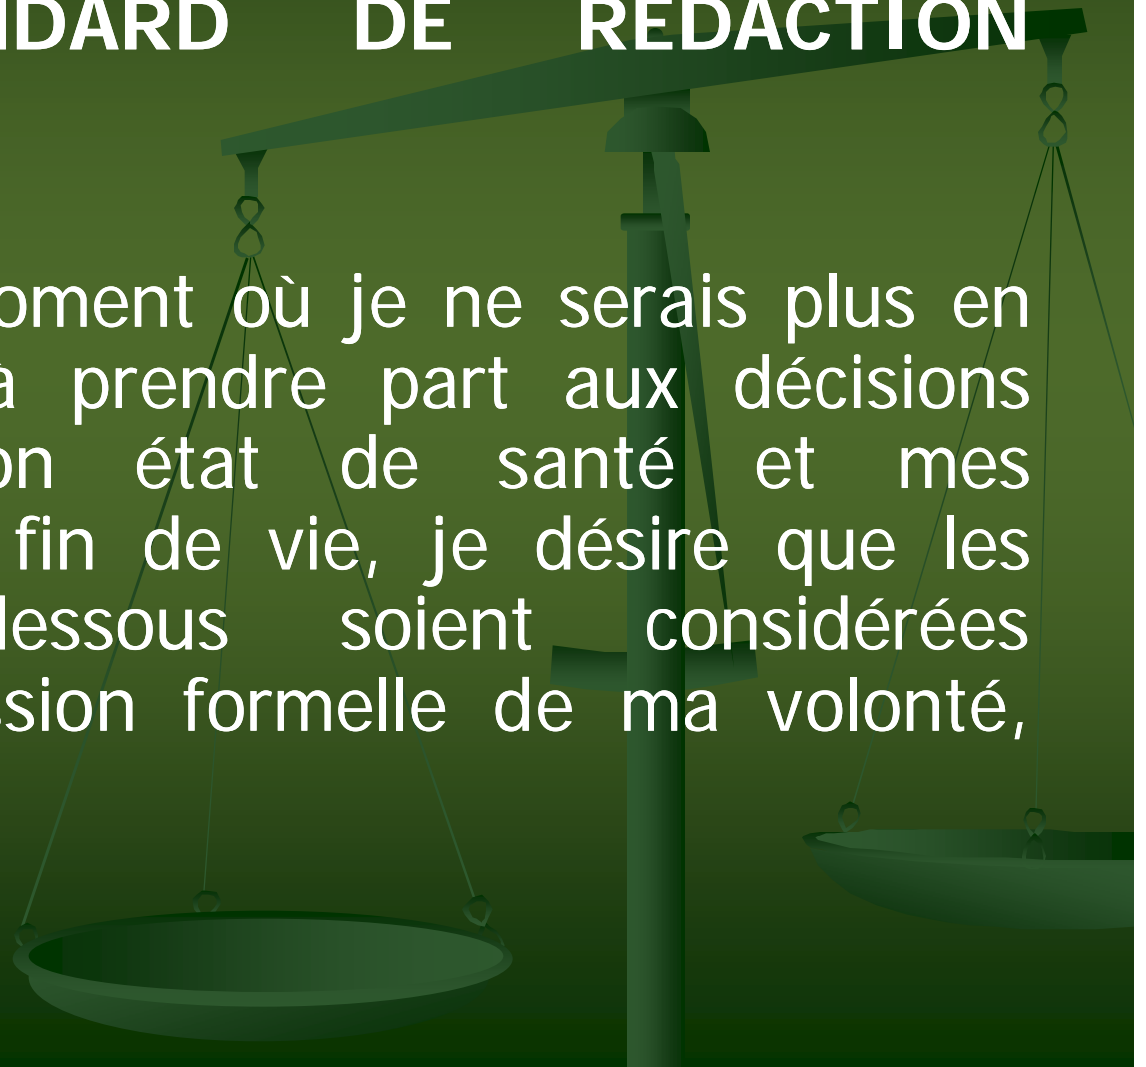 NDARD DE REDACTION
oment où je ne serais plus en
à prendre part aux décisions
on état de santé et mes
fin de vie, je désire que les
dessous soient considérées
ssion formelle de ma volonté,